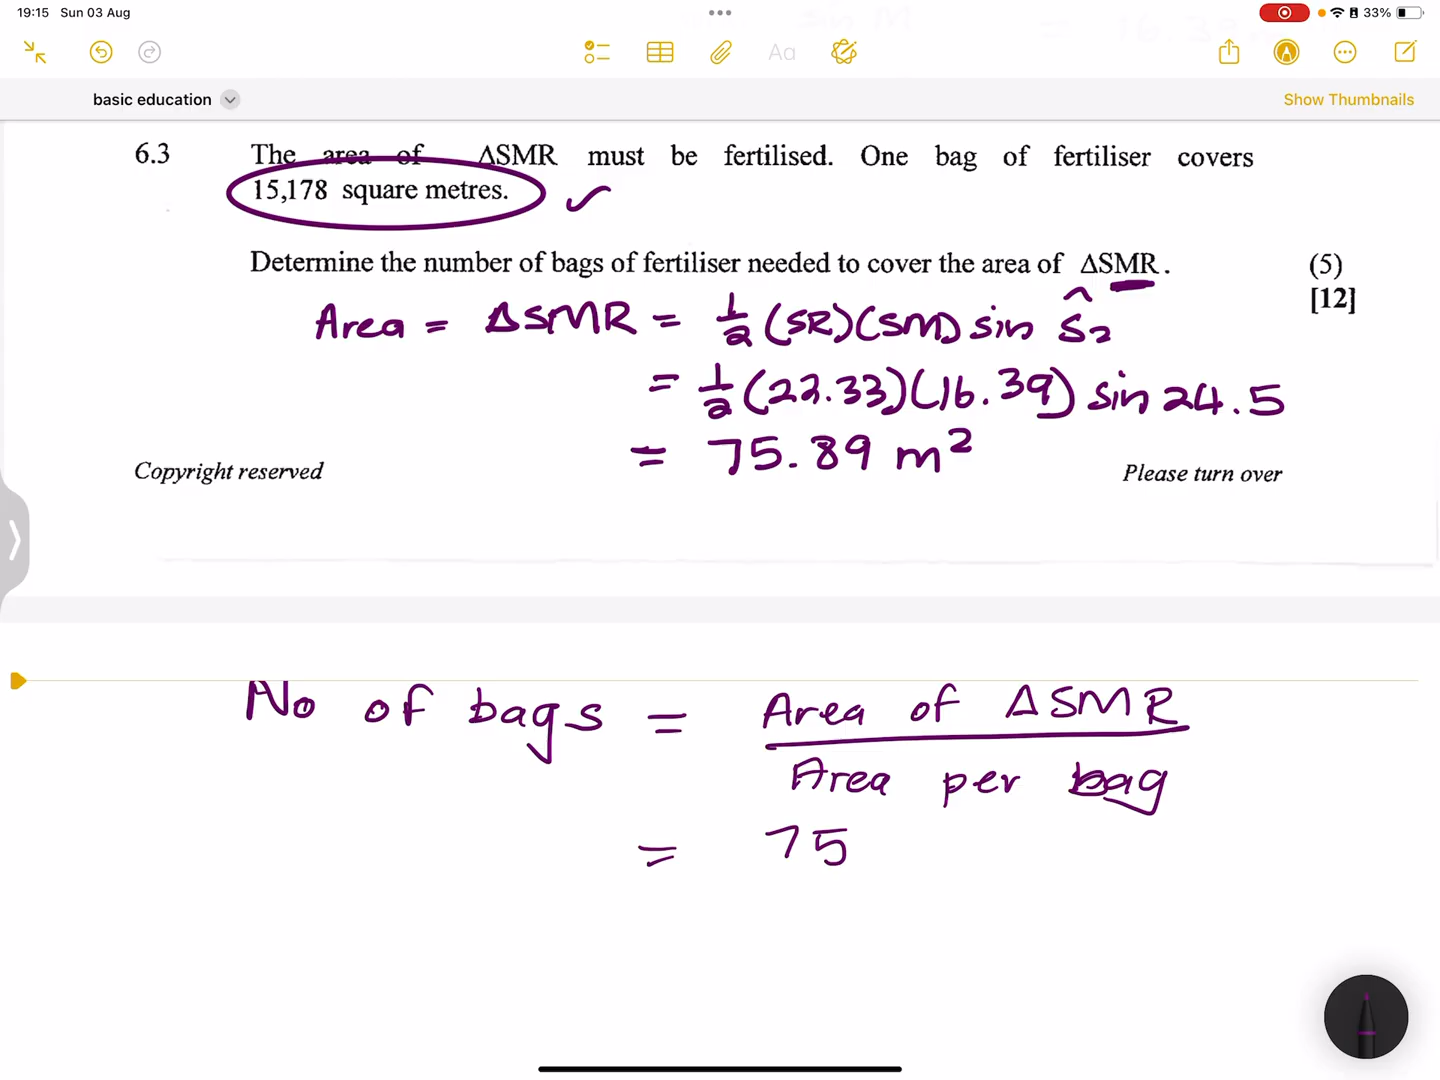 19:15 Sun 03 Aug
33%
Aa
basic education
Show Thumbnails
6.3 The area of ΔSMR must be fertilised. One bag of fertiliser covers
15,178 square metres.
Determine the number of bags of fertiliser needed to cover the area of ΔSMR. (5)
[12]
Area = ΔSMR = 1/2 (SR)(SM) sin Ŝ2
= 1/2 (22.33)(16.39) sin 24.5
= 75.89 m²
Copyright reserved Please turn over
No of bags = Area of ΔSMR / Area per bag
= 75